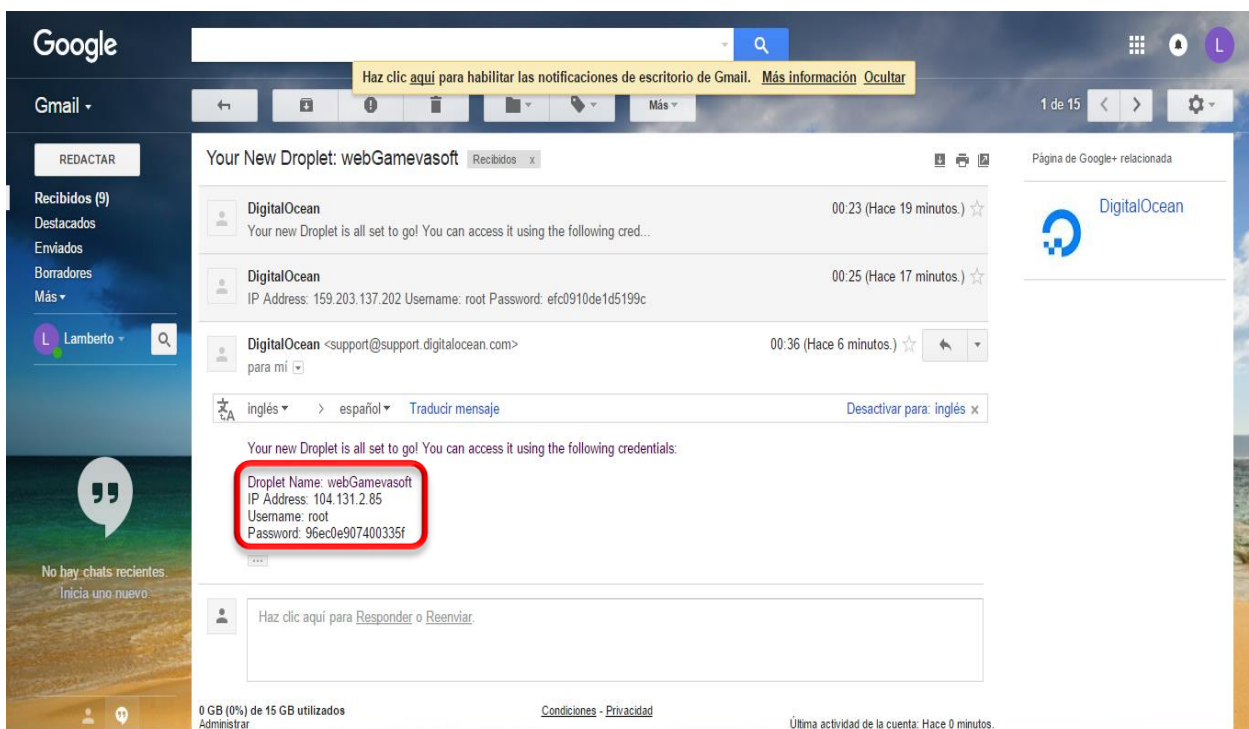 Google
Haz clic aquí para habilitar las notificaciones de escritorio de Gmail. Más información Ocultar
L
Gmail
Más
1 de 15
REDACTAR
Recibidos (9)
Destacados
Enviados
Borradores
Más
L Lamberto
No hay chats recientes.
Inicia uno nuevo
Your New Droplet: webGamevasoft Recibidos x
DigitalOcean 00:23 (Hace 19 minutos.)
Your new Droplet is all set to go! You can access it using the following cred...
DigitalOcean 00:25 (Hace 17 minutos.)
IP Address: 159.203.137.202 Username: root Password: efc0910de1d5199c
DigitalOcean <support@support.digitalocean.com> 00:36 (Hace 6 minutos.)
para mí
inglés > español Traducir mensaje Desactivar para: inglés x
Your new Droplet is all set to go! You can access it using the following credentials:
Droplet Name: webGamevasoft
IP Address: 104.131.2.85
Username: root
Password: 96ec0e907400335f
...
Haz clic aquí para Responder o Reenviar.
0 GB (0%) de 15 GB utilizados
Administrar
Condiciones - Privacidad
Última actividad de la cuenta: Hace 0 minutos.
Página de Google+ relacionada
DigitalOcean